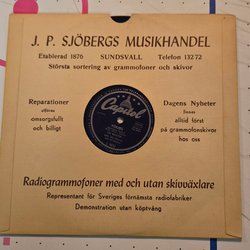 J. P. SJÖBERGS MUSIKHANDEL
Etablerad 1876 SUNDSVALL Telefon 13272
Största sortering av grammofoner och skivor
Reparationer
utföres
omsorgsfullt
och billigt
Capitol
Dagens Nyheter
finnes
alltid först
på grammofonskivor
hos oss
Radiogrammofoner med och utan skivväxlare
Representant för Sveriges förnämsta radiofabriker
Demonstration utan köptvång